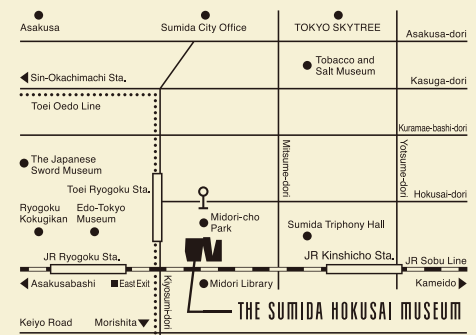 Asakusa
Sumida City Office
TOKYO SKYTREE
Asakusa-dori
Tobacco and
Salt Museum
Sin-Okachimachi Sta.
Kasuga-dori
Toei Oedo Line
Kuramae-bashi-dori
The Japanese
Sword Museum
Mitsume-dori
Yotsume-dori
Toei Ryogoku Sta.
Hokusai-dori
Ryogoku
Kokugikan
Edo-Tokyo
Museum
Midori-cho
Park
Sumida Triphony Hall
JR Ryogoku Sta.
JR Kinshicho Sta.
JR Sobu Line
Asakusabashi
East Exit
Kiyosumi-dori
Midori Library
Kameido
THE SUMIDA HOKUSAI MUSEUM
Keiyo Road
Morishita